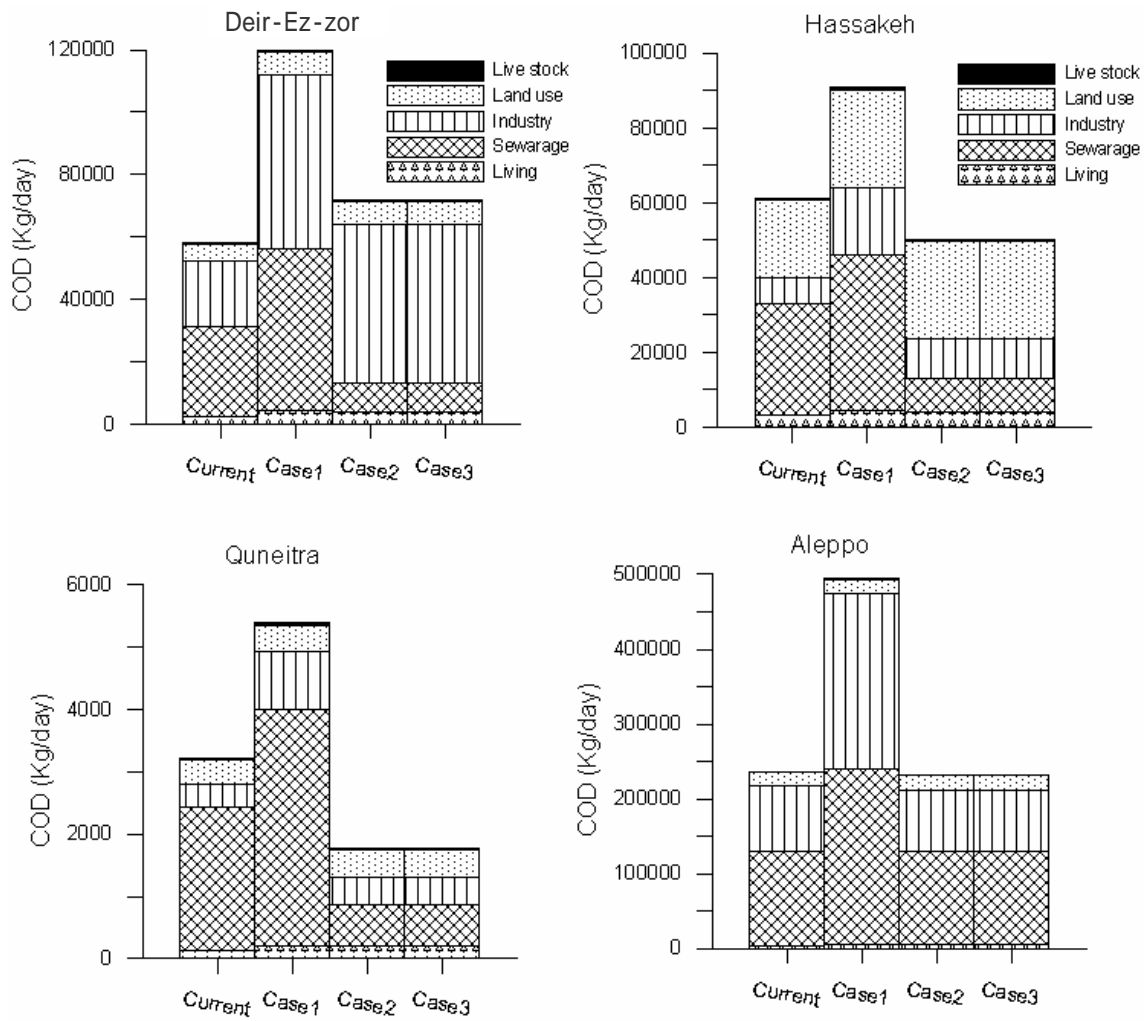 Deir-Ez-zor
120000
80000
40000
0
COD (Kg/day)
Live stock
Land use
Industry
Sewarage
Living
Current
Case1
Case2
Case3
Hassakeh
100000
80000
60000
40000
20000
0
COD (Kg/day)
Live stock
Land use
Industry
Sewarage
Living
Current
Case1
Case2
Case3
Quneitra
6000
4000
2000
0
COD (Kg/day)
Current
Case1
Case2
Case3
Aleppo
500000
400000
300000
200000
100000
0
COD (Kg/day)
Current
Case1
Case2
Case3